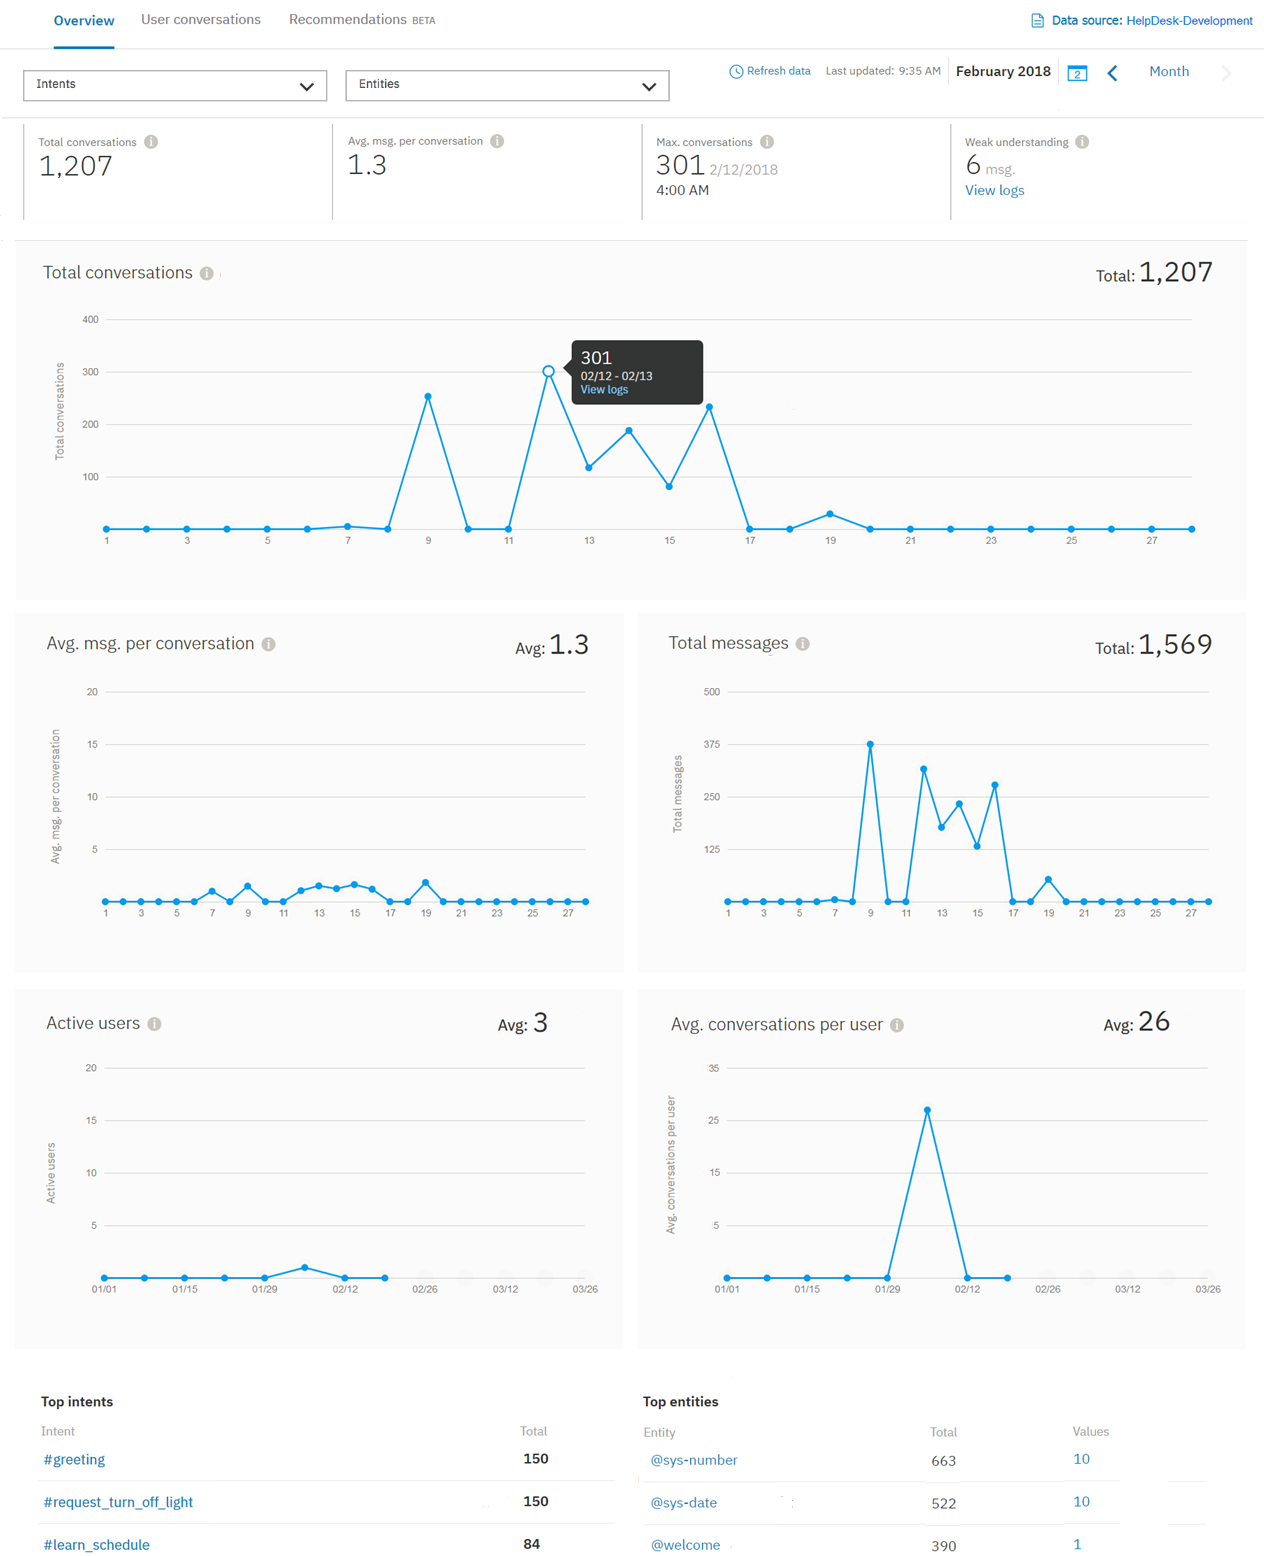 Overview User conversations Recommendations BETA Data source: HelpDesk-Development
Intents Entities Refresh data Last updated: 9:35 AM February 2018 2 Month
Total conversations Avg. msg. per conversation Max. conversations Weak understanding
1,207 1.3 301 2/12/2018 6 msg.
4:00 AM View logs
Total conversations Total: 1,207
400
300
200
100
Total conversations
301
02/12 - 02/13
View logs
1 3 5 7 9 11 13 15 17 19 21 23 25 27
Avg. msg. per conversation Avg: 1.3
20
15
10
5
Avg. msg. per conversation
1 3 5 7 9 11 13 15 17 19 21 23 25 27
Total messages Total: 1,569
500
375
250
125
Total messages
1 3 5 7 9 11 13 15 17 19 21 23 25 27
Active users Avg: 3
20
15
10
5
Active users
01/01 01/15 01/29 02/12 02/26 03/12 03/26
Avg. conversations per user Avg: 26
35
25
15
5
Avg. conversations per user
01/01 01/15 01/29 02/12 02/26 03/12 03/26
Top intents
Intent Total
#greeting 150
#request_turn_off_light 150
#learn_schedule 84
Top entities
Entity Total Values
@sys-number 663 10
@sys-date 522 10
@welcome 390 1